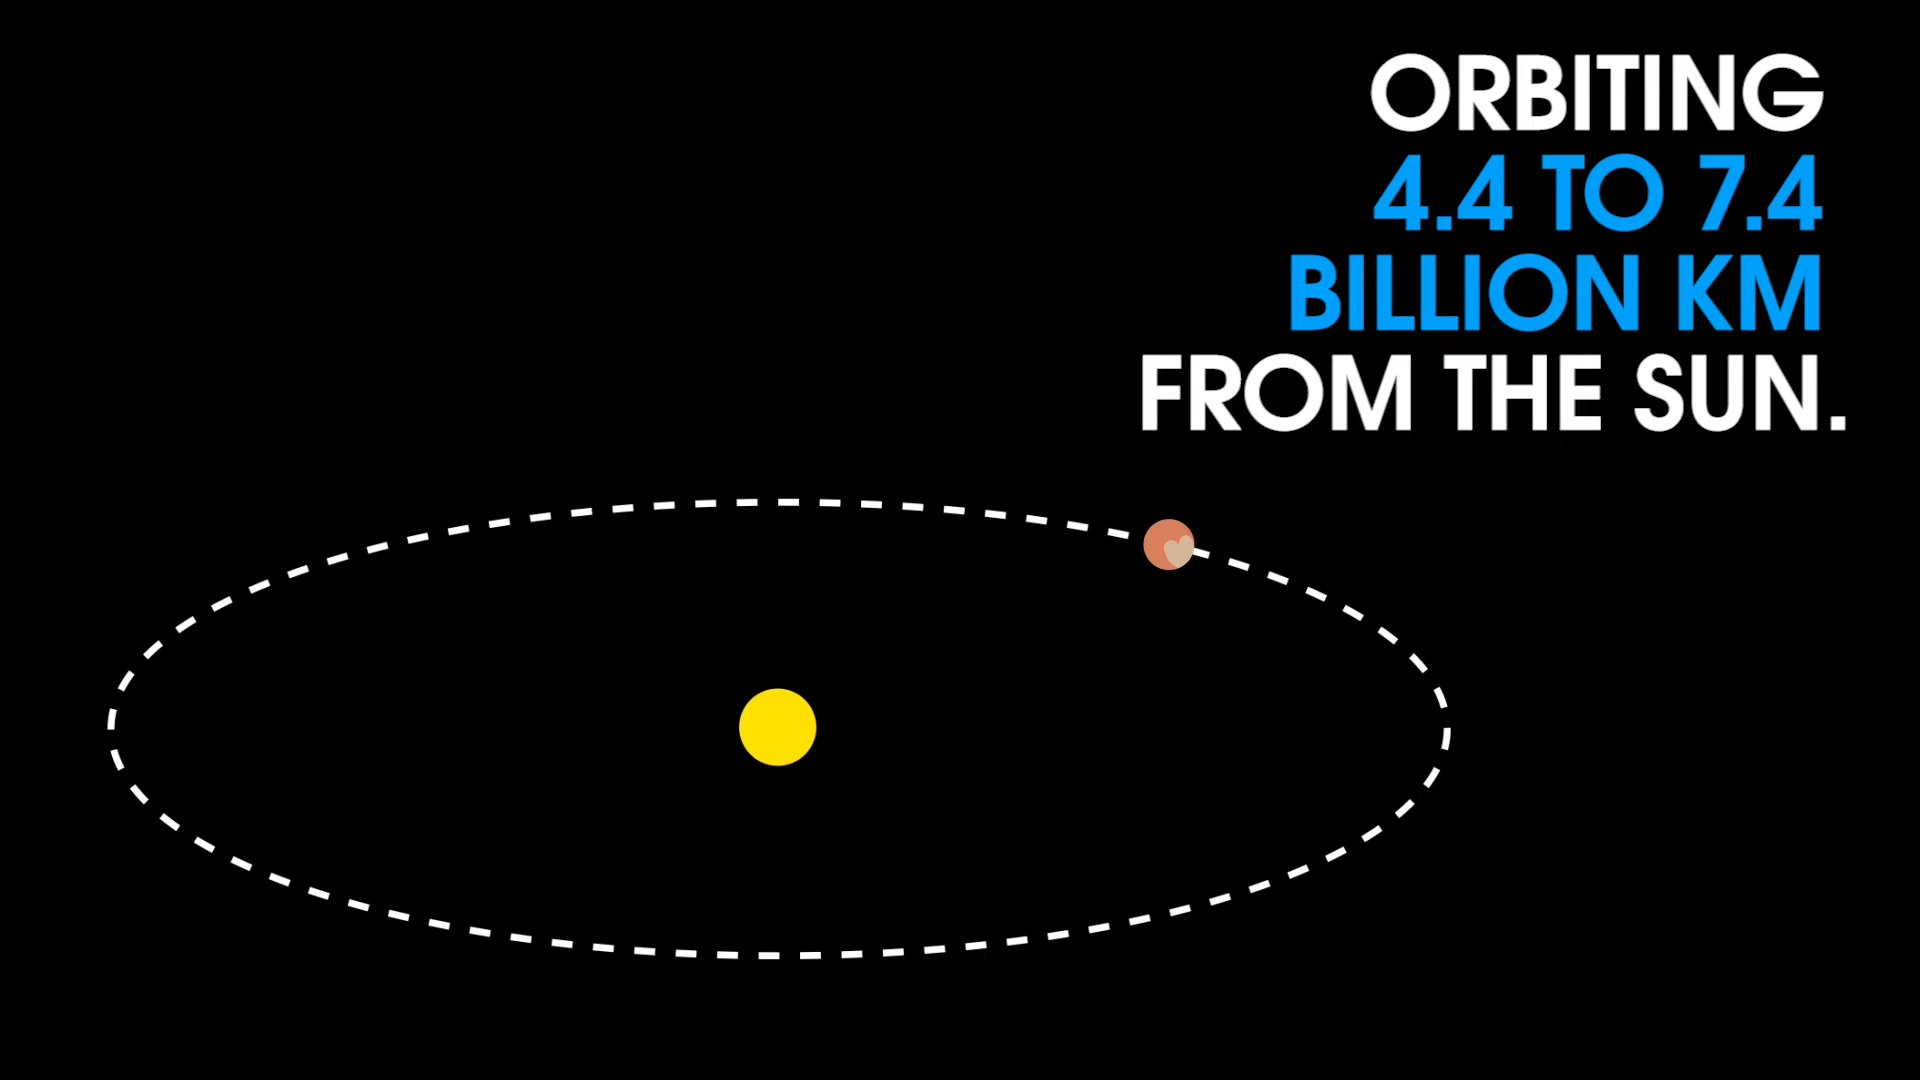 ORBITING
4.4 TO 7.4
BILLION KM
FROM THE SUN.